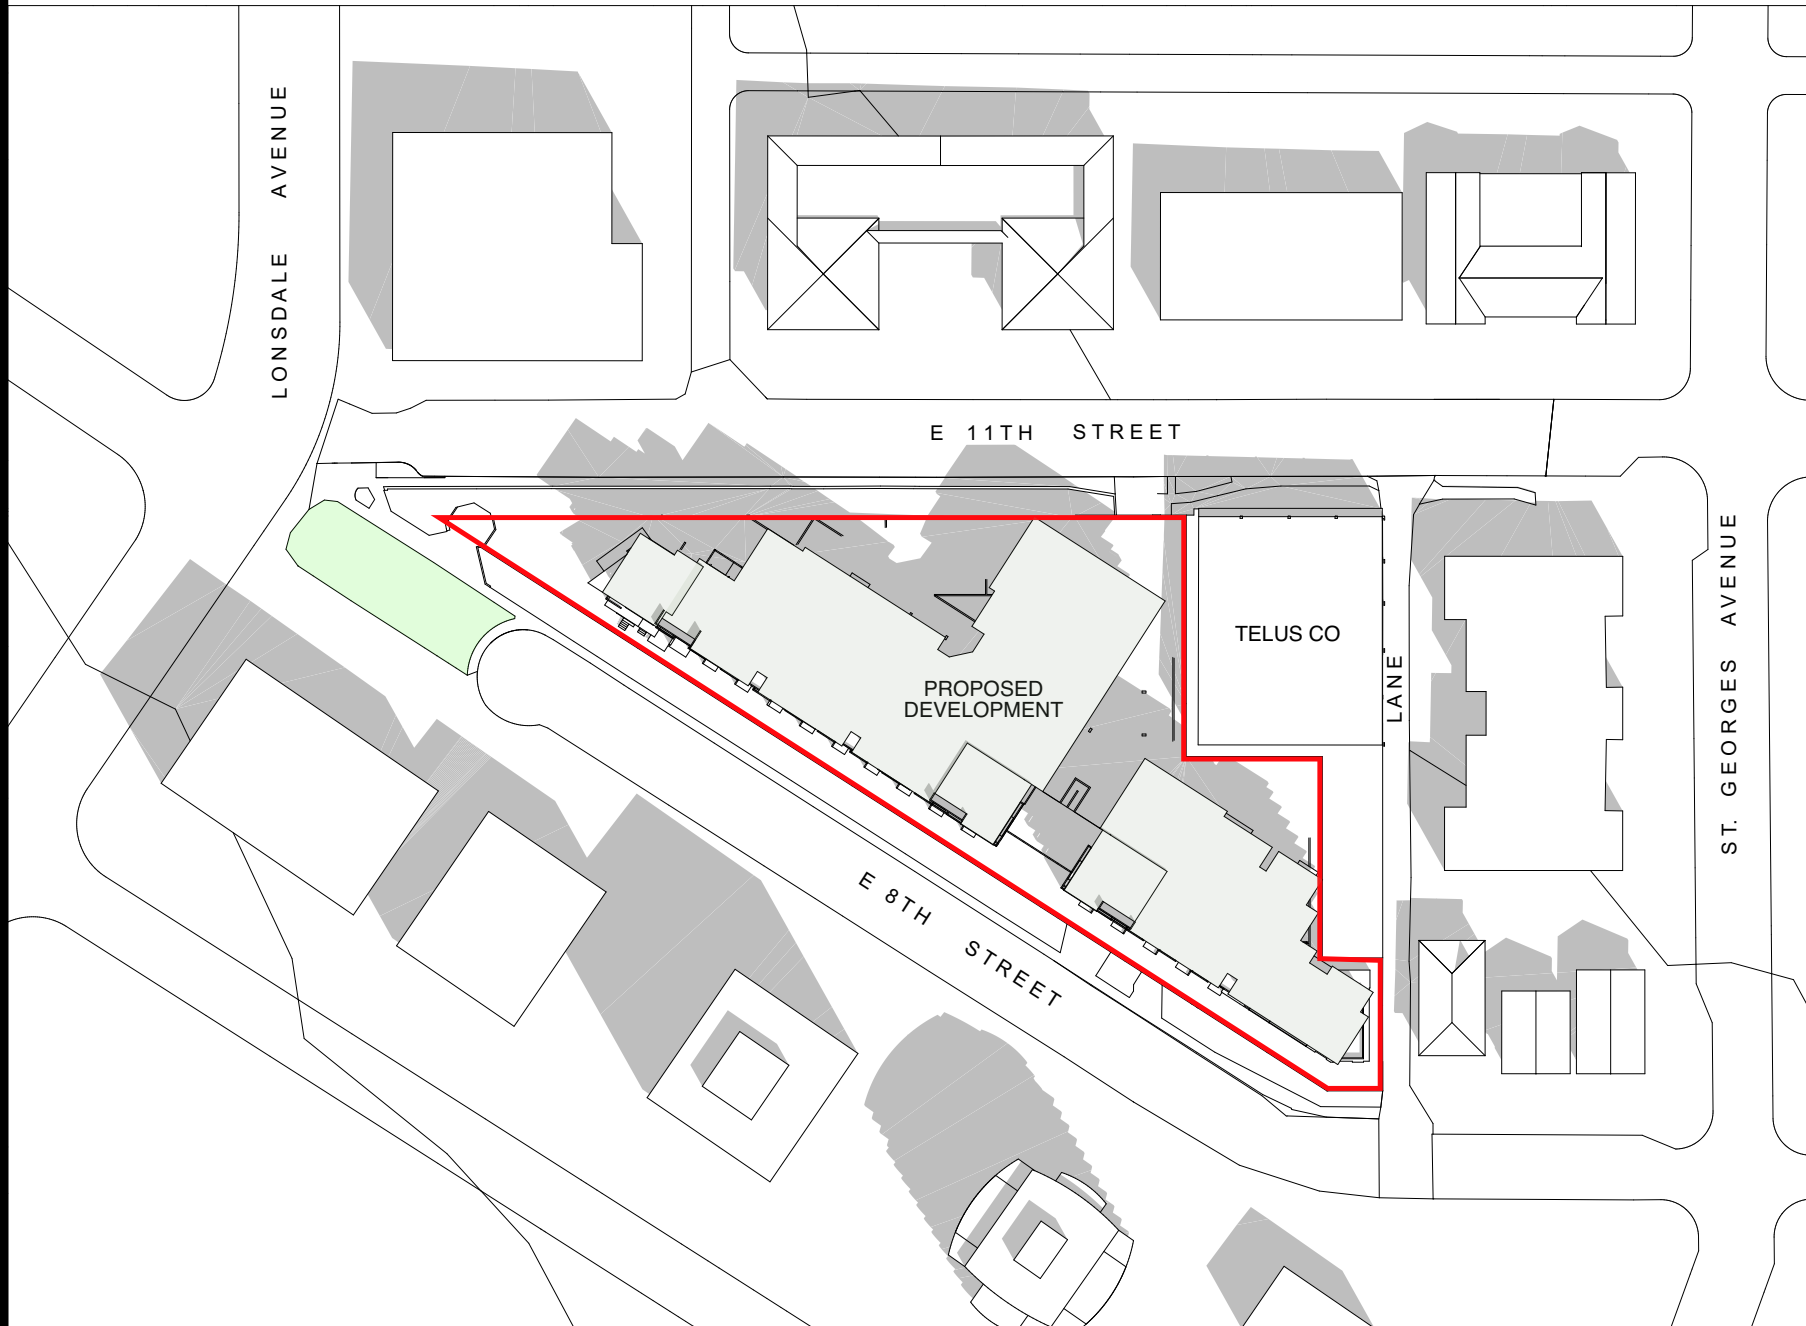 LONSDALE AVENUE
E 11TH STREET
TELUS CO
LANE
PROPOSED
DEVELOPMENT
ST. GEORGES AVENUE
E 8TH STREET